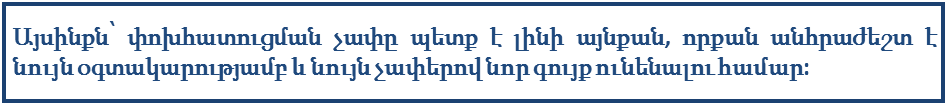 Այսինքն՝ փոխհատուցման չափը պետք է լինի այնքան, որքան անհրաժեշտ է
նույն օգտակարությամբ և նույն չափերով նոր գույք ունենալու համար: